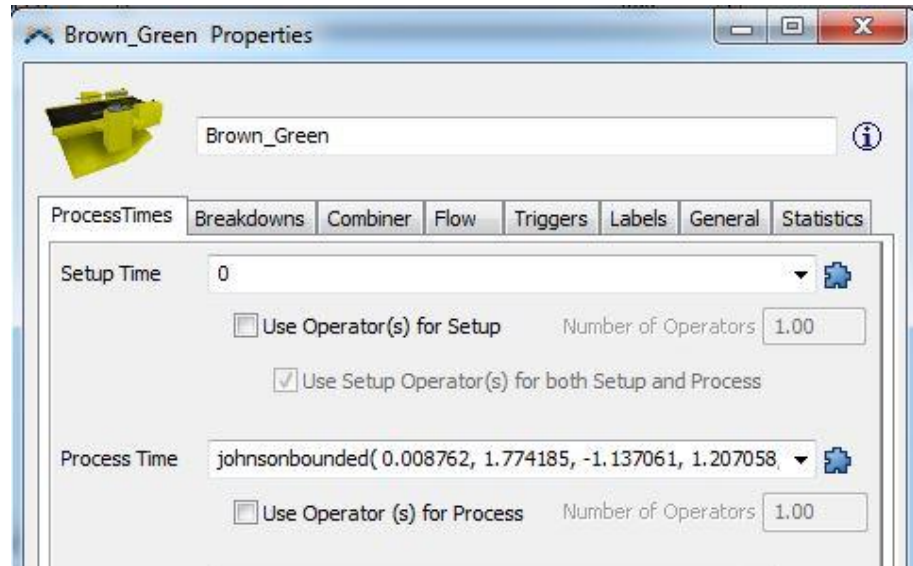 Brown_Green Properties
Brown_Green
ProcessTimes Breakdowns Combiner Flow Triggers Labels General Statistics
Setup Time 0
Use Operator(s) for Setup Number of Operators 1.00
Use Setup Operator(s) for both Setup and Process
Process Time johnsonbounded( 0.008762, 1.774185, -1.137061, 1.207058,
Use Operator (s) for Process Number of Operators 1.00